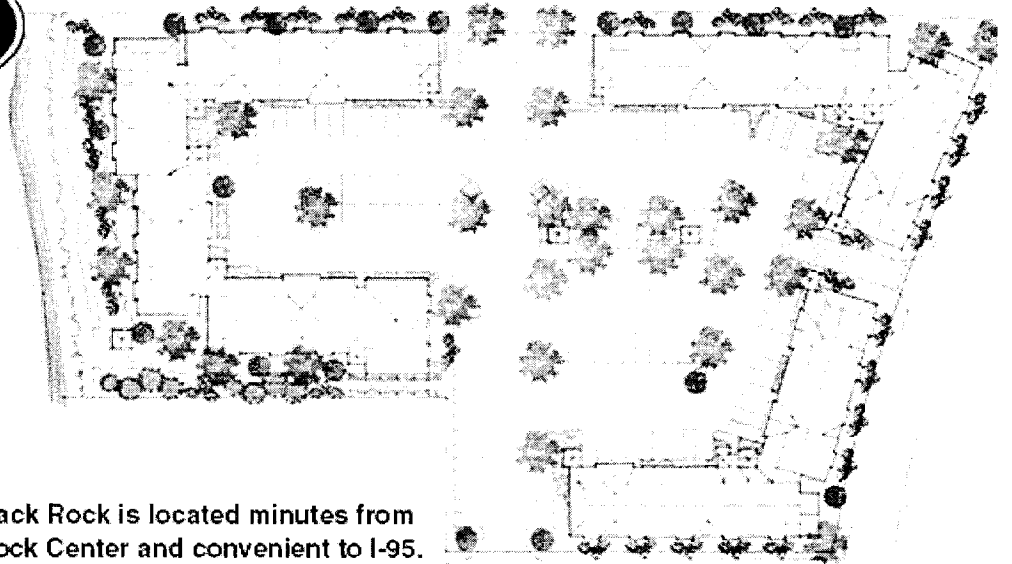 ack Rock is located minutes from
ock Center and convenient to I-95.